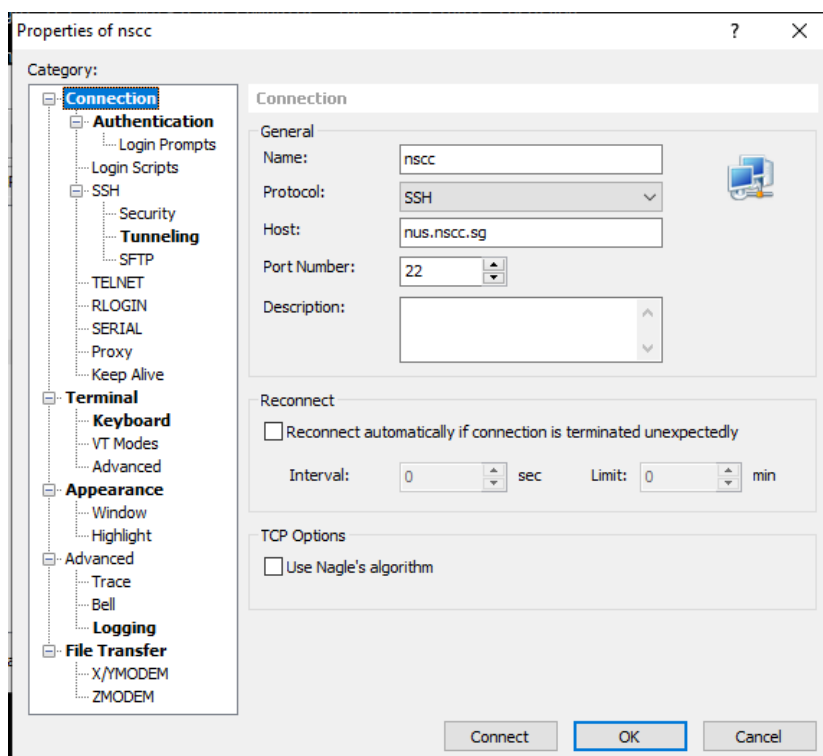 Properties of nscc
?
Category:
Connection
Authentication
Login Prompts
Login Scripts
SSH
Security
Tunneling
SFTP
TELNET
RLOGIN
SERIAL
Proxy
Keep Alive
Terminal
Keyboard
VT Modes
Advanced
Appearance
Window
Highlight
Advanced
Trace
Bell
Logging
File Transfer
X/YMODEM
ZMODEM
Connection
General
Name: nscc
Protocol: SSH
Host: nus.nscc.sg
Port Number: 22
Description:
Reconnect
Reconnect automatically if connection is terminated unexpectedly
Interval: 0 sec Limit: 0 min
TCP Options
Use Nagle's algorithm
Connect OK Cancel